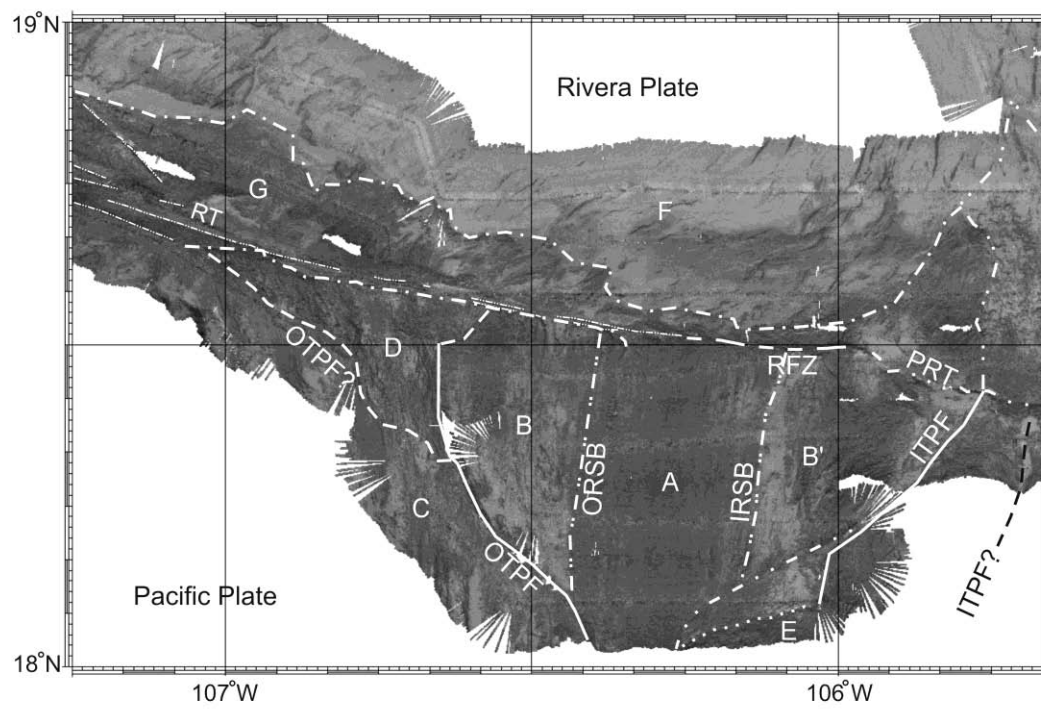 19°N
Rivera Plate
G
RT
F
OTPF?
D
RFZ
PRT
B
ORSB
A
IRSB
B'
ITPF
C
OTPF
Pacific Plate
E
ITPF?
18°N
107°W
106°W